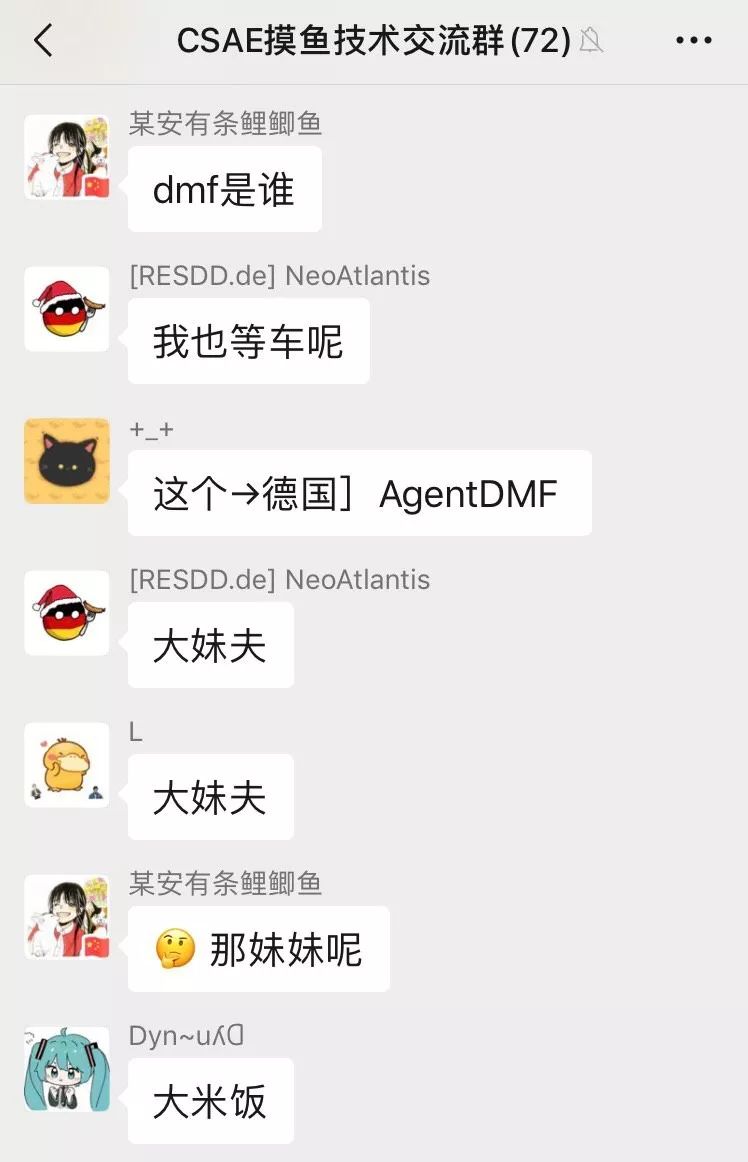 CSAE摸鱼技术交流群(72)
某安有条鲤鲫鱼
dmf是谁
[RESDD.de] NeoAtlantis
我也等车呢
+_+
这个→德国］ AgentDMF
[RESDD.de] NeoAtlantis
大妹夫
L
大妹夫
某安有条鲤鲫鱼
🤔 那妹妹呢
Dyn~uʎᗡ
大米饭